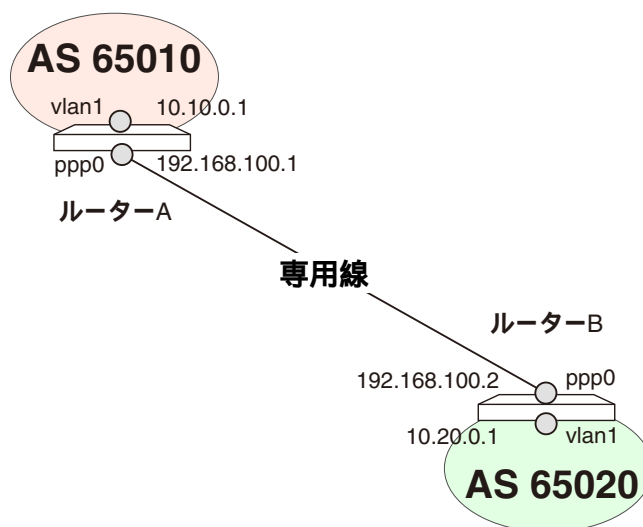 AS 65010
vlan1 10.10.0.1
ppp0 192.168.100.1
ルーターA
専用線
ルーターB
192.168.100.2 ppp0
10.20.0.1 vlan1
AS 65020